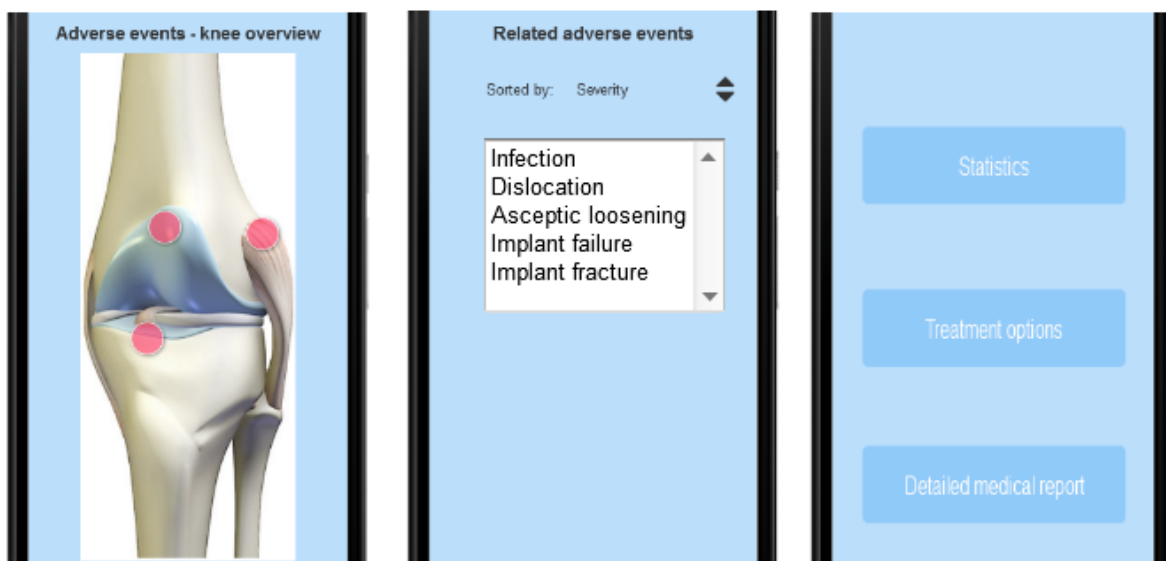 Adverse events - knee overview
Related adverse events
Sorted by: Severity
Infection
Dislocation
Asceptic loosening
Implant failure
Implant fracture
Statistics
Treatment options
Detailed medical report